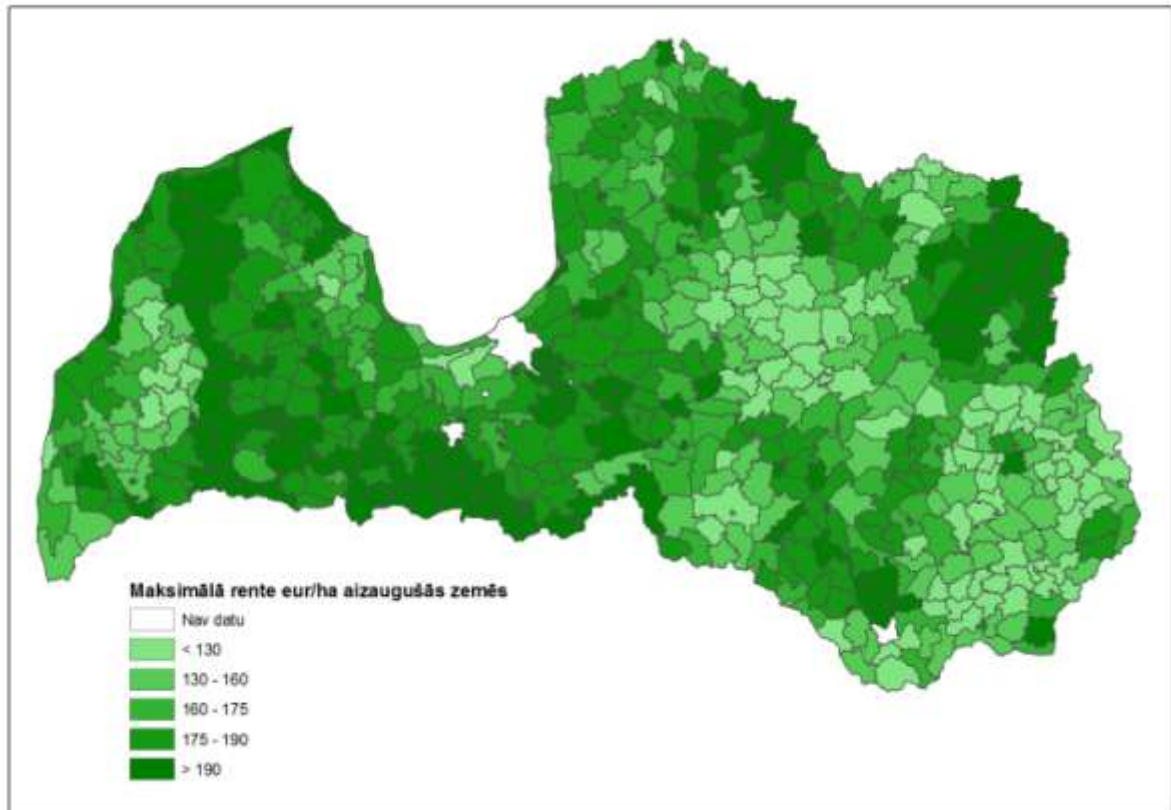 Maksimālā rente eur/ha aizaugušās zemēs
Nav datu
< 130
130 - 160
160 - 175
175 - 190
> 190